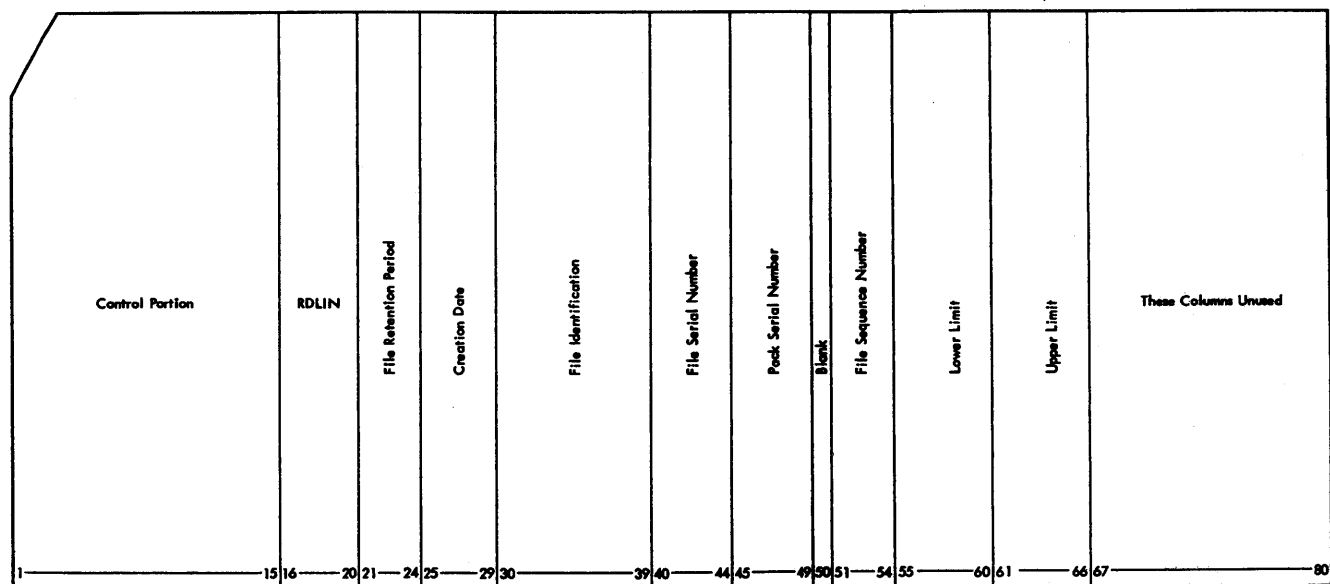 Control Portion
RDLIN
File Retention Period
Creation Date
File Identification
File Serial Number
Pack Serial Number
Blank
File Sequence Number
Lower Limit
Upper Limit
These Columns Unused
1 15 16 20 21 24 25 29 30 39 40 44 45 49 50 51 54 55 60 61 66 67 80